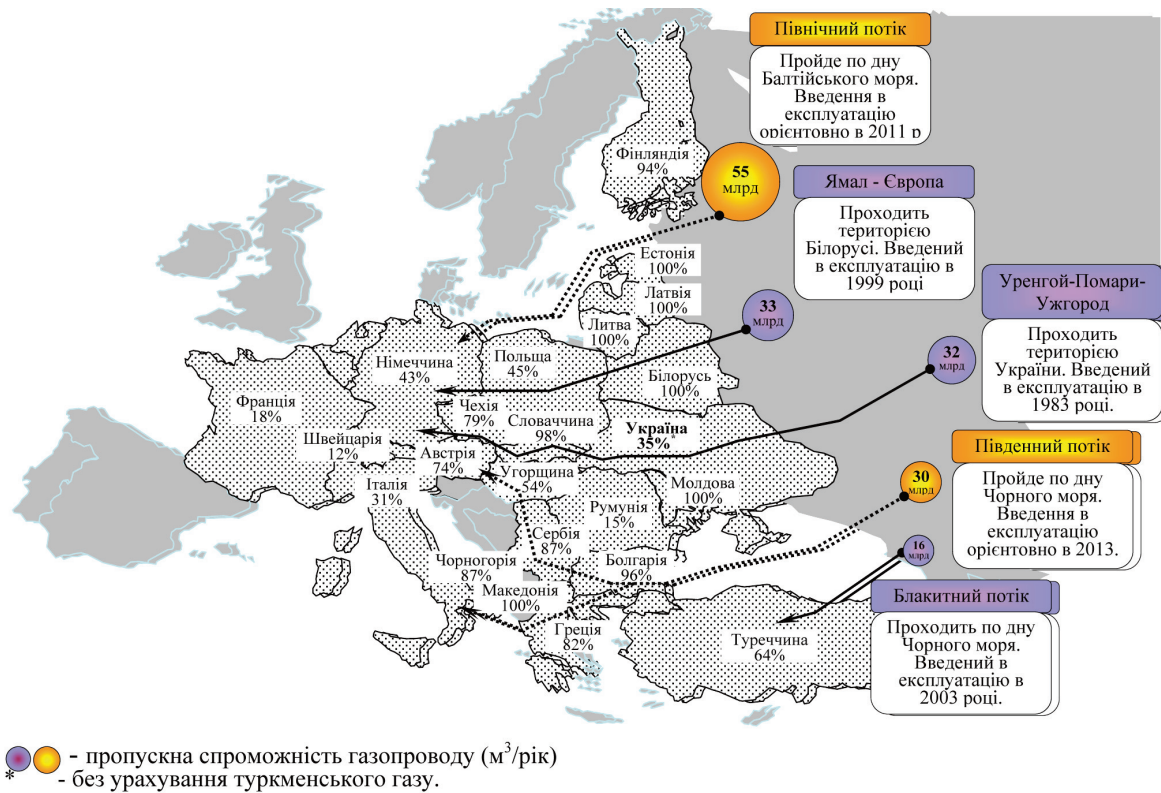 Північний потік
Пройде по дну
Балтійського моря.
Введення в
експлуатацію
орієнтовно в 2011 р
Фінляндія
94%
55
млрд
Ямал - Європа
Проходить
територією
Білорусі. Введений
в експлуатацію в
1999 році
Естонія
100%
Латвія
100%
Литва
100%
33
млрд
Уренгой-Помари-
Ужгород
Проходить
територією
України. Введений
в експлуатацію в
1983 році.
32
млрд
Німеччина
43%
Польща
45%
Білорусь
100%
Франція
18%
Чехія
79%
Словаччина
98%
Україна
35%*
Швейцарія
12%
Австрія
74%
Угорщина
54%
Італія
31%
Молдова
100%
Румунія
15%
Південний потік
Пройде по дну
Чорного моря.
Введення в
експлуатацію
орієнтовно в 2013.
30
млрд
16
млрд
Сербія
87%
Чорногорія
87%
Болгарія
96%
Македонія
100%
Греція
82%
Туреччина
64%
Блакитний потік
Проходить по дну
Чорного моря.
Введений в
експлуатацію в
2003 році.
- пропускна спроможність газопроводу (м³/рік)
* - без урахування туркменського газу.